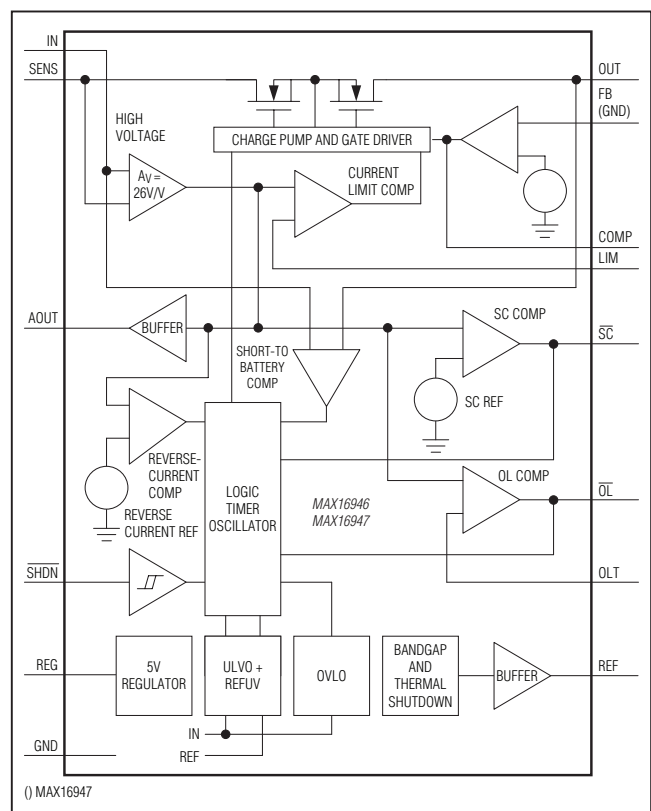 IN
SENS
OUT
FB
(GND)
HIGH
VOLTAGE
CHARGE PUMP AND GATE DRIVER
AV =
26V/V
CURRENT
LIMIT COMP
COMP
LIM
AOUT
BUFFER
SC COMP
SC
SHORT-TO
BATTERY
COMP
SC REF
REVERSE-
CURRENT
COMP
LOGIC
TIMER
OSCILLATOR
MAX16946
MAX16947
OL COMP
OL
REVERSE
CURRENT REF
SHDN
OLT
REG
5V
REGULATOR
ULVO +
REFUV
OVLO
BANDGAP
AND
THERMAL
SHUTDOWN
BUFFER
REF
IN
REF
GND
() MAX16947